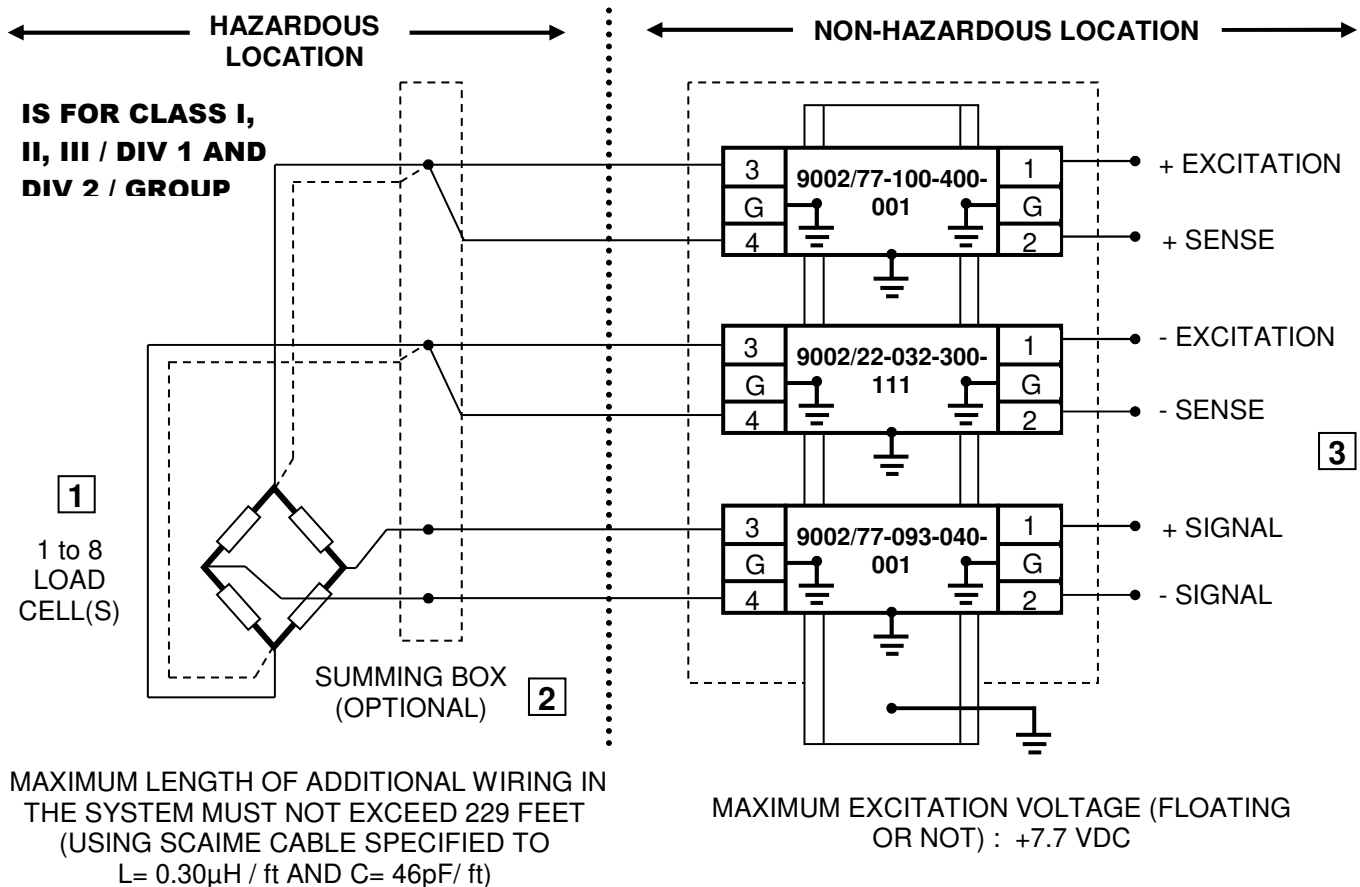 HAZARDOUS
LOCATION
NON-HAZARDOUS LOCATION
IS FOR CLASS I,
II, III / DIV 1 AND
DIV 2 / GROUP
3
G
4
9002/77-100-400-
001
1
G
2
+ EXCITATION
+ SENSE
3
G
4
9002/22-032-300-
111
1
G
2
- EXCITATION
- SENSE
3
1
1 to 8
LOAD
CELL(S)
3
G
4
9002/77-093-040-
001
1
G
2
+ SIGNAL
- SIGNAL
SUMMING BOX
(OPTIONAL)
2
MAXIMUM LENGTH OF ADDITIONAL WIRING IN
THE SYSTEM MUST NOT EXCEED 229 FEET
(USING SCAIME CABLE SPECIFIED TO
L= 0.30µH / ft AND C= 46pF/ ft)
MAXIMUM EXCITATION VOLTAGE (FLOATING
OR NOT) : +7.7 VDC